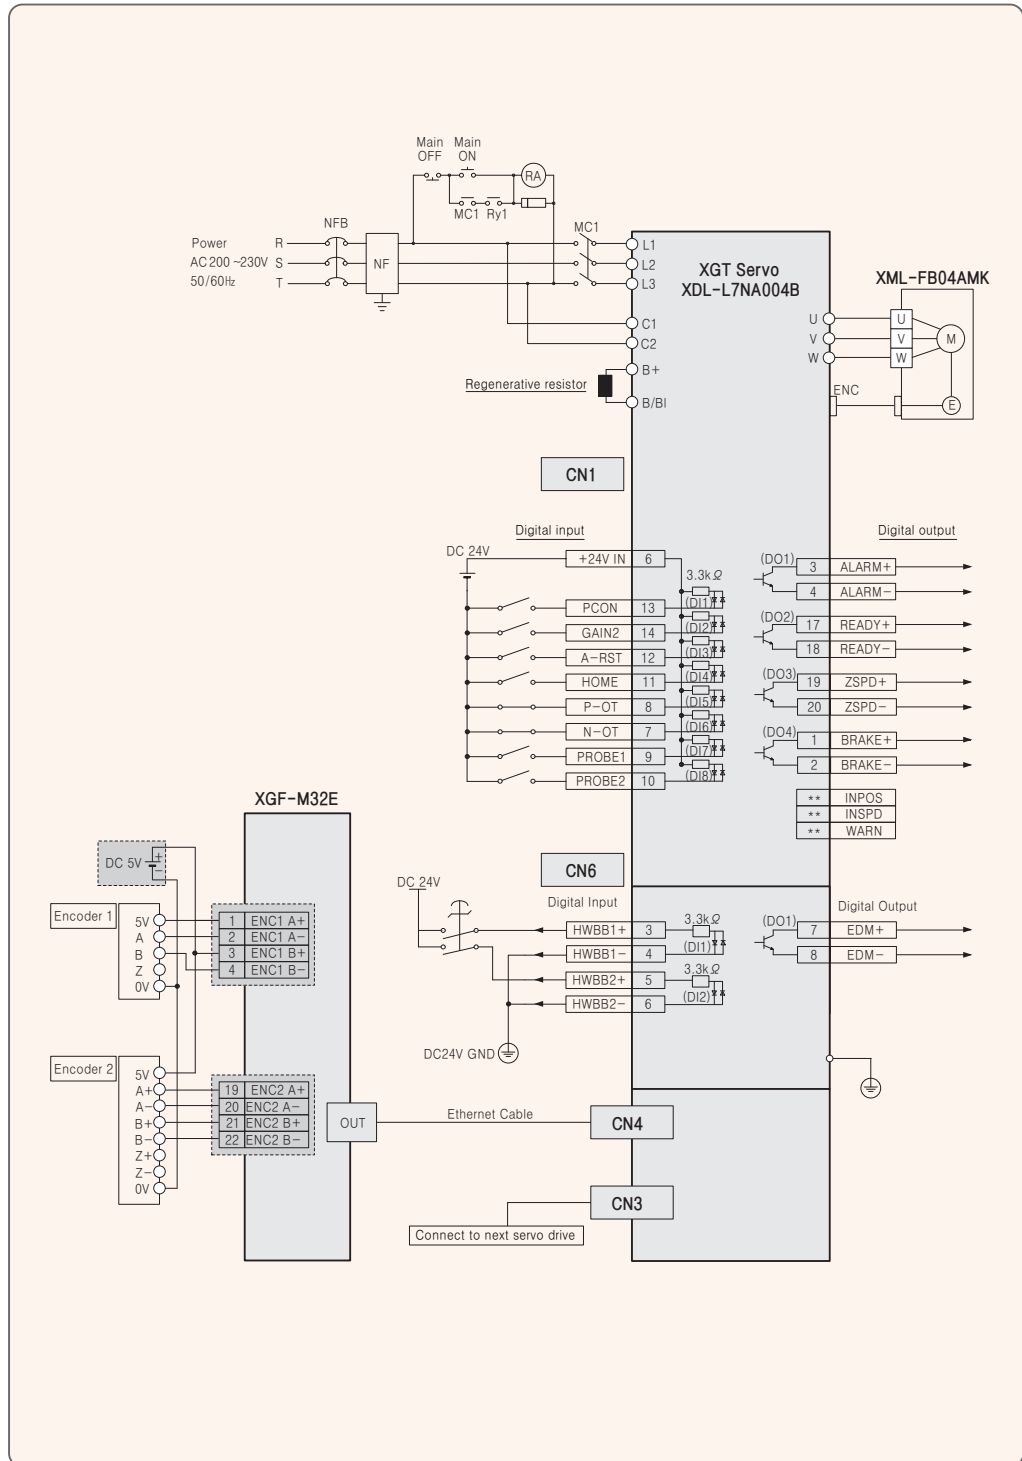 Main OFF
Main ON
RA
MC1 Ry1
NFB
MC1
Power
AC 200 ~230V
50/60Hz
R
S
T
NF
L1
L2
L3
C1
C2
B+
B/BI
Regenerative resistor
XGT Servo
XDL-L7NA004B
XML-FB04AMK
U
V
W
U
V
W
M
ENC
E
CN1
Digital input
Digital output
DC 24V
+24V IN 6
3.3kΩ
PCON 13 (DI1)
GAIN2 14 (DI2)
A-RST 12 (DI3)
HOME 11 (DI4)
P-OT 8 (DI5)
N-OT 7 (DI6)
PROBE1 9 (DI7)
PROBE2 10 (DI8)
(DO1) 3 ALARM+
4 ALARM-
(DO2) 17 READY+
18 READY-
(DO3) 19 ZSPD+
20 ZSPD-
(DO4) 1 BRAKE+
2 BRAKE-
** INPOS
** INSPD
** WARN
CN6
DC 24V
Digital Input
Digital Output
HWBB1+ 3 3.3kΩ
HWBB1- 4 (DI1)
HWBB2+ 5 3.3kΩ
HWBB2- 6 (DI2)
(DO1) 7 EDM+
8 EDM-
DC24V GND
XGF-M32E
DC 5V + -
Encoder 1
5V
A
B
Z
0V
1 ENC1 A+
2 ENC1 A-
3 ENC1 B+
4 ENC1 B-
Encoder 2
5V
A+
A-
B+
B-
Z+
Z-
0V
19 ENC2 A+
20 ENC2 A-
21 ENC2 B+
22 ENC2 B-
OUT
Ethernet Cable
CN4
CN3
Connect to next servo drive